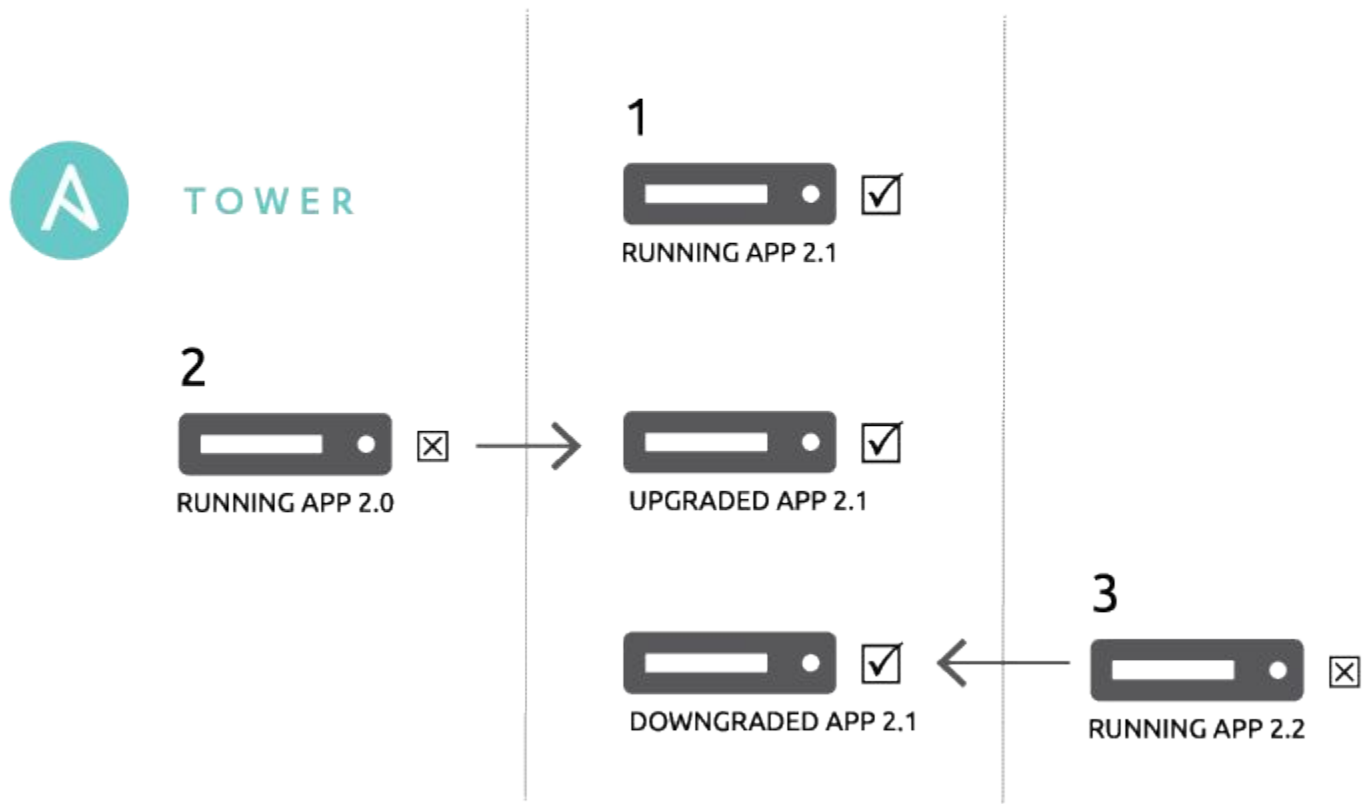 1
TOWER
RUNNING APP 2.1
2
RUNNING APP 2.0
UPGRADED APP 2.1
3
DOWNGRADED APP 2.1
RUNNING APP 2.2